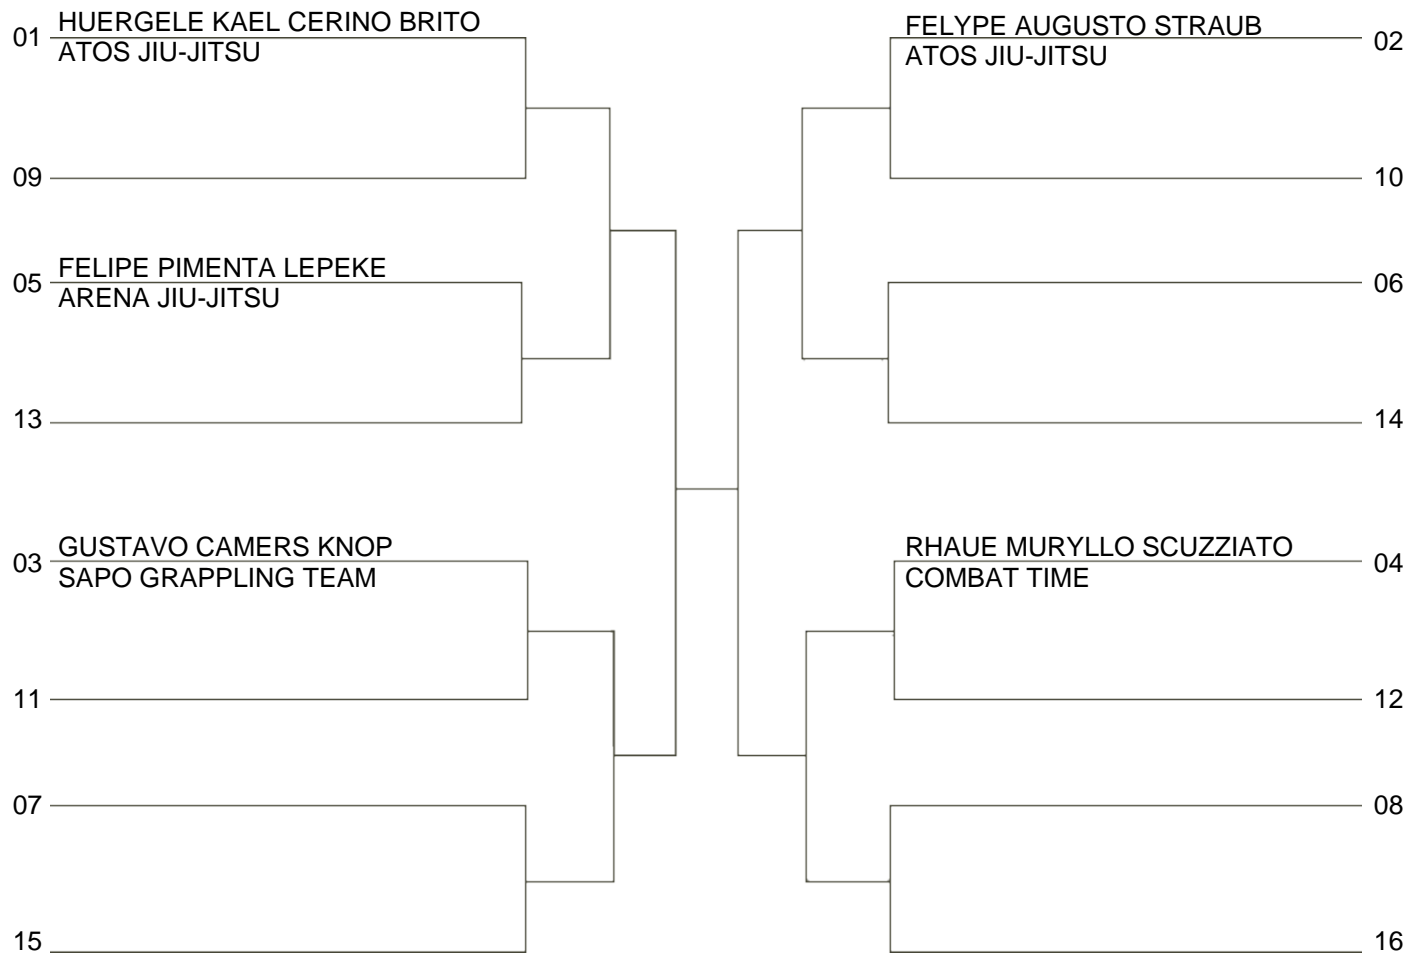 01
HUERGELE KAEL CERINO BRITO
ATOS JIU-JITSU
09
05
FELIPE PIMENTA LEPEKE
ARENA JIU-JITSU
13
03
GUSTAVO CAMERS KNOP
SAPO GRAPPLING TEAM
11
07
15
FELYPE AUGUSTO STRAUB
ATOS JIU-JITSU
02
10
06
14
RHAUE MURYLLO SCUZZIATO
COMBAT TIME
04
12
08
16